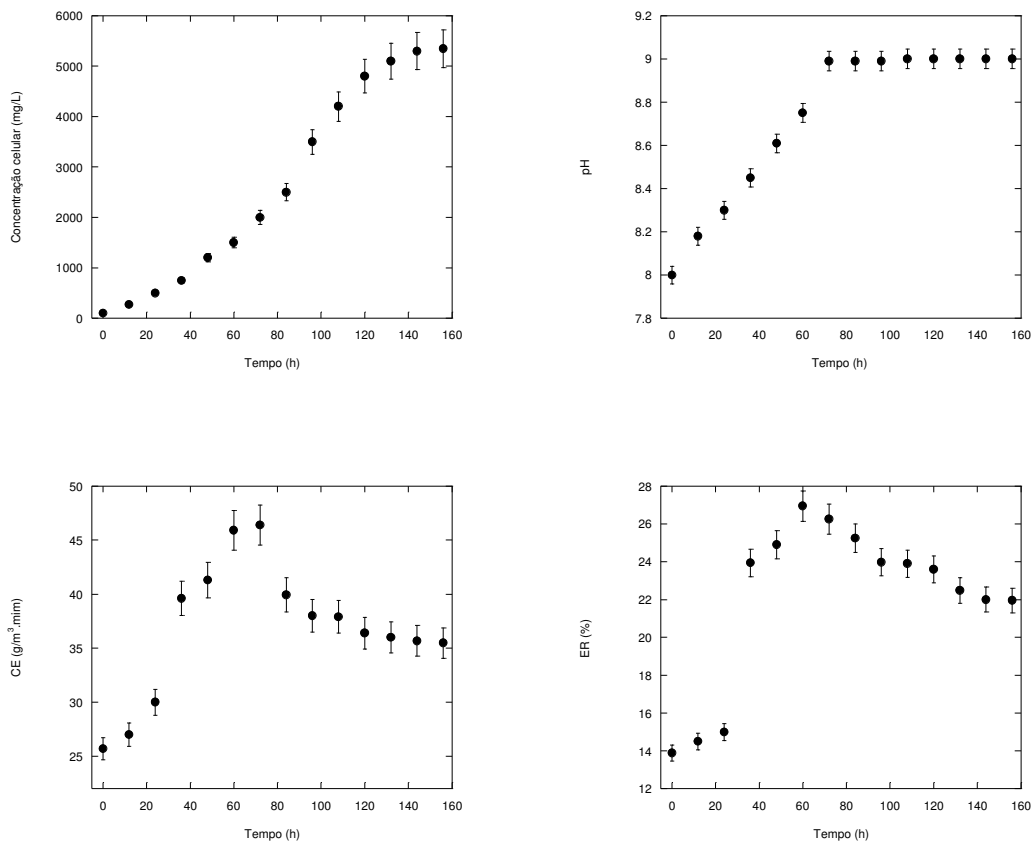 Concentração celular (mg/L)
6000
5000
4000
3000
2000
1000
0
0 20 40 60 80 100 120 140 160
Tempo (h)
pH
9.2
9
8.8
8.6
8.4
8.2
8
7.8
0 20 40 60 80 100 120 140 160
Tempo (h)
CE (g/m³.mim)
50
45
40
35
30
25
0 20 40 60 80 100 120 140 160
Tempo (h)
ER (%)
28
26
24
22
20
18
16
14
12
0 20 40 60 80 100 120 140 160
Tempo (h)